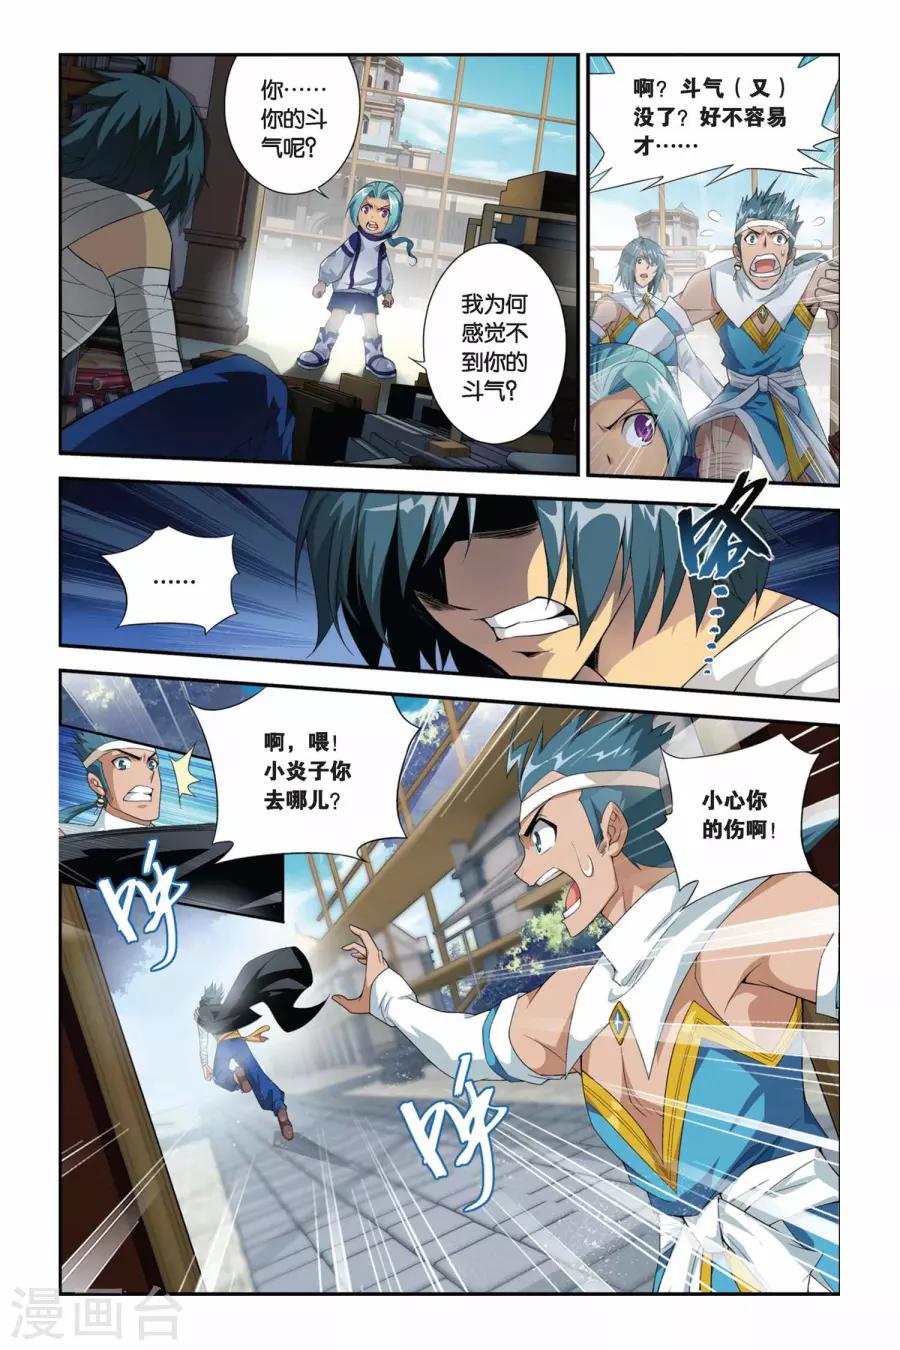 你……
你的斗
气呢？
我为何
感觉不
到你的
斗气？
啊？斗气（又）
没了？好不容易
才……
咯
……
啊，喂！
小炎子你
去哪儿？
小心你
的伤啊！
哱
哱
漫画台